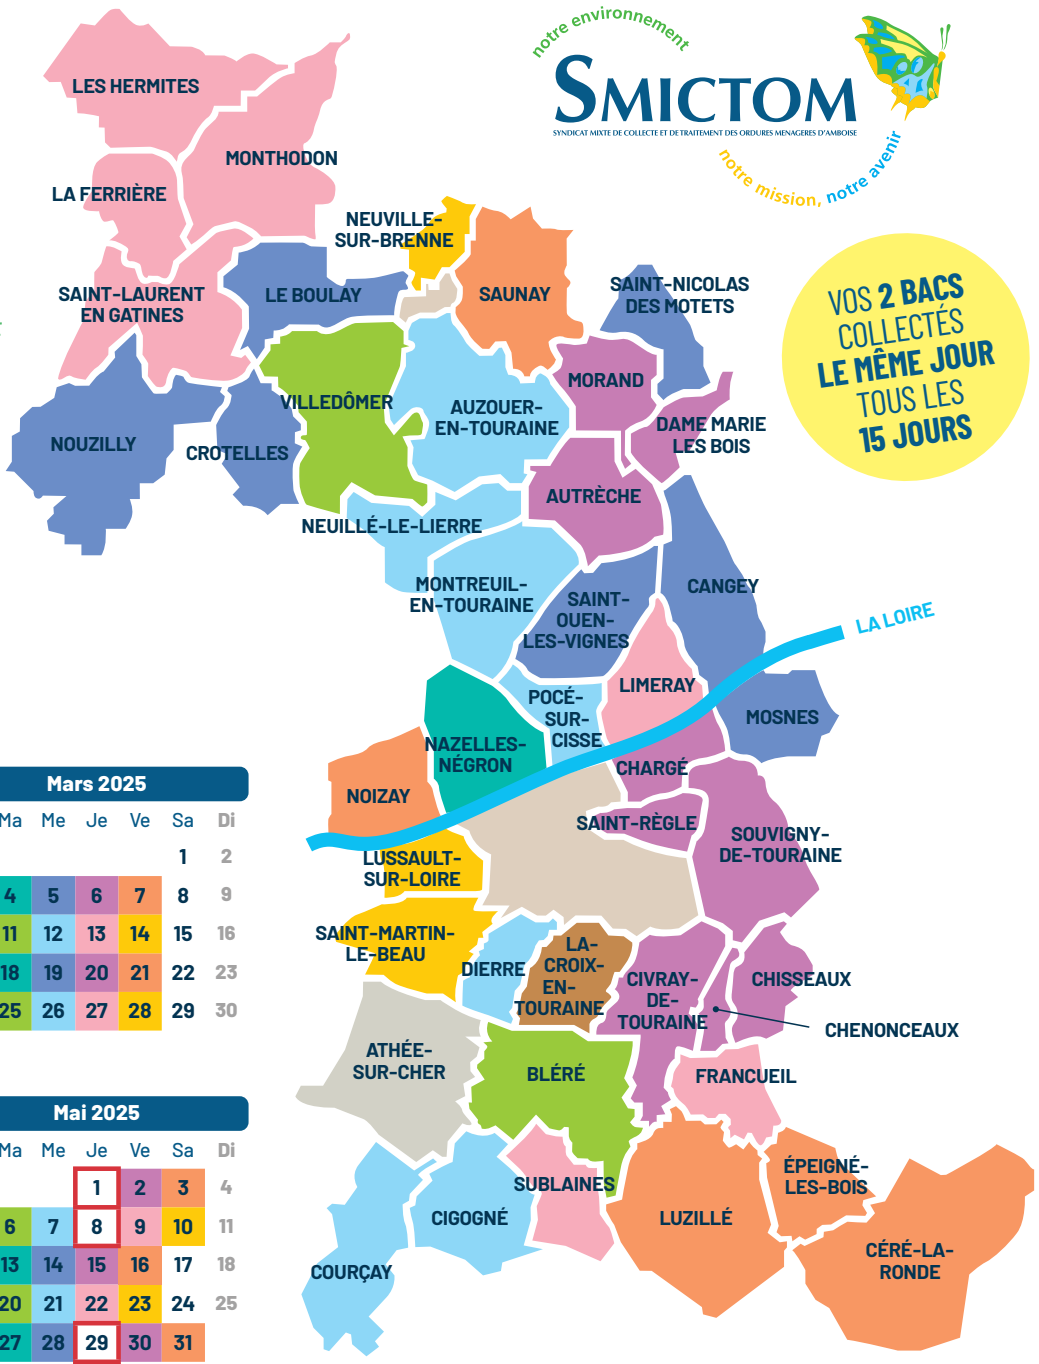 notre environnement
SMICTOM
SYNDICAT MIXTE DE COLLECTE ET DE TRAITEMENT DES ORDURES MENAGERES D'AMBOISE
notre mission, notre avenir
VOS 2 BACS
COLLECTÉS
LE MÊME JOUR
TOUS LES
15 JOURS
LES HERMITES
MONTHODON
LA FERRIÈRE
NEUVILLE-
SUR-BRENNE
SAINT-LAURENT
EN GATINES
LE BOULAY
SAUNAY
SAINT-NICOLAS
DES MOTETS
MORAND
VILLEDÔMER
AUZOUER-
EN-TOURAINE
DAME MARIE
LES BOIS
NOUZILLY
CROTELLES
AUTRÈCHE
NEUILLÉ-LE-LIERRE
MONTREUIL-
EN-TOURAINE
SAINT-
OUEN-
LES-VIGNES
CANGEY
LA LOIRE
LIMERAY
POCÉ-
SUR-
CISSE
MOSNES
NAZELLES-
NÉGRON
CHARGÉ
NOIZAY
SAINT-RÈGLE
SOUVIGNY-
DE-TOURAINE
LUSSAULT-
SUR-LOIRE
SAINT-MARTIN-
LE-BEAU
DIERRE
LA-
CROIX-
EN-
TOURAINE
CIVRAY-
DE-
TOURAINE
CHISSEAUX
CHENONCEAUX
ATHÉE-
SUR-CHER
BLÉRÉ
FRANCUEIL
SUBLAINES
ÉPEIGNÉ-
LES-BOIS
CIGOGNÉ
LUZILLÉ
COURÇAY
CÉRÉ-LA-
RONDE
Mars 2025
Ma Me Je Ve Sa Di
1 2
4 5 6 7 8 9
11 12 13 14 15 16
18 19 20 21 22 23
25 26 27 28 29 30
Mai 2025
Ma Me Je Ve Sa Di
1 2 3 4
6 7 8 9 10 11
13 14 15 16 17 18
20 21 22 23 24 25
27 28 29 30 31